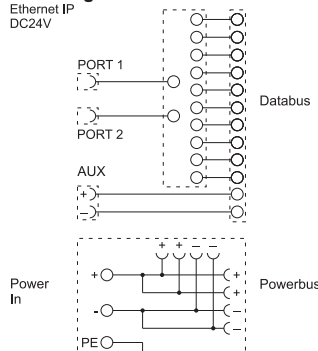 Ethernet IP
DC24V
PORT 1
Databus
PORT 2
AUX
+
–
+ + – –
Power
In
+
+
+
-
–
–
Powerbus
PE